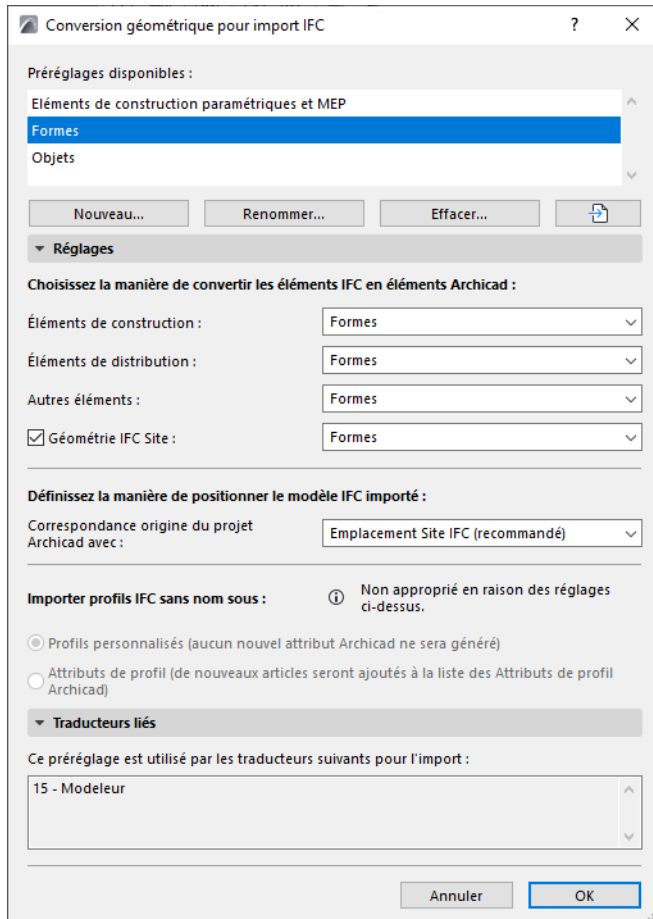 Conversion géométrique pour import IFC
?
Préréglages disponibles :
Eléments de construction paramétriques et MEP
Formes
Objets
Nouveau...
Renommer...
Effacer...
Réglages
Choisissez la manière de convertir les éléments IFC en éléments Archicad :
Éléments de construction :
Formes
Éléments de distribution :
Formes
Autres éléments :
Formes
Géométrie IFC Site :
Formes
Définissez la manière de positionner le modèle IFC importé :
Correspondance origine du projet
Archicad avec :
Emplacement Site IFC (recommandé)
Importer profils IFC sans nom sous :
Non approprié en raison des réglages
ci-dessus.
Profils personnalisés (aucun nouvel attribut Archicad ne sera généré)
Attributs de profil (de nouveaux articles seront ajoutés à la liste des Attributs de profil
Archicad)
Traducteurs liés
Ce préréglage est utilisé par les traducteurs suivants pour l'import :
15 - Modeleur
Annuler
OK